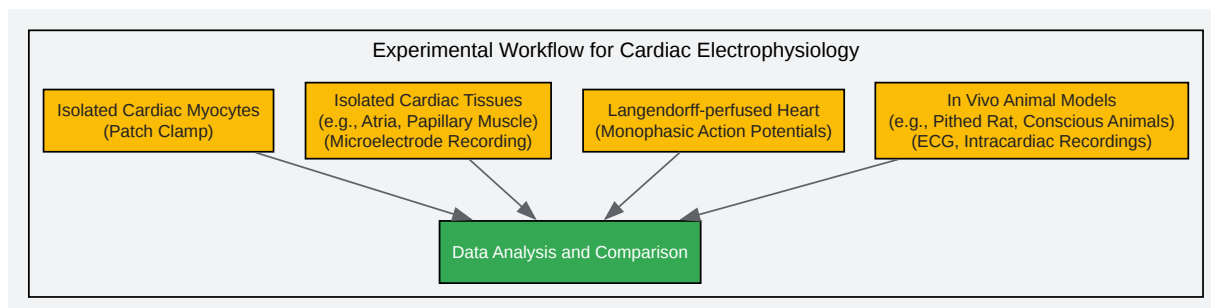 Experimental Workflow for Cardiac Electrophysiology
Isolated Cardiac Myocytes
(Patch Clamp)
Isolated Cardiac Tissues
(e.g., Atria, Papillary Muscle)
(Microelectrode Recording)
Langendorff-perfused Heart
(Monophasic Action Potentials)
In Vivo Animal Models
(e.g., Pithed Rat, Conscious Animals)
(ECG, Intracardiac Recordings)
Data Analysis and Comparison